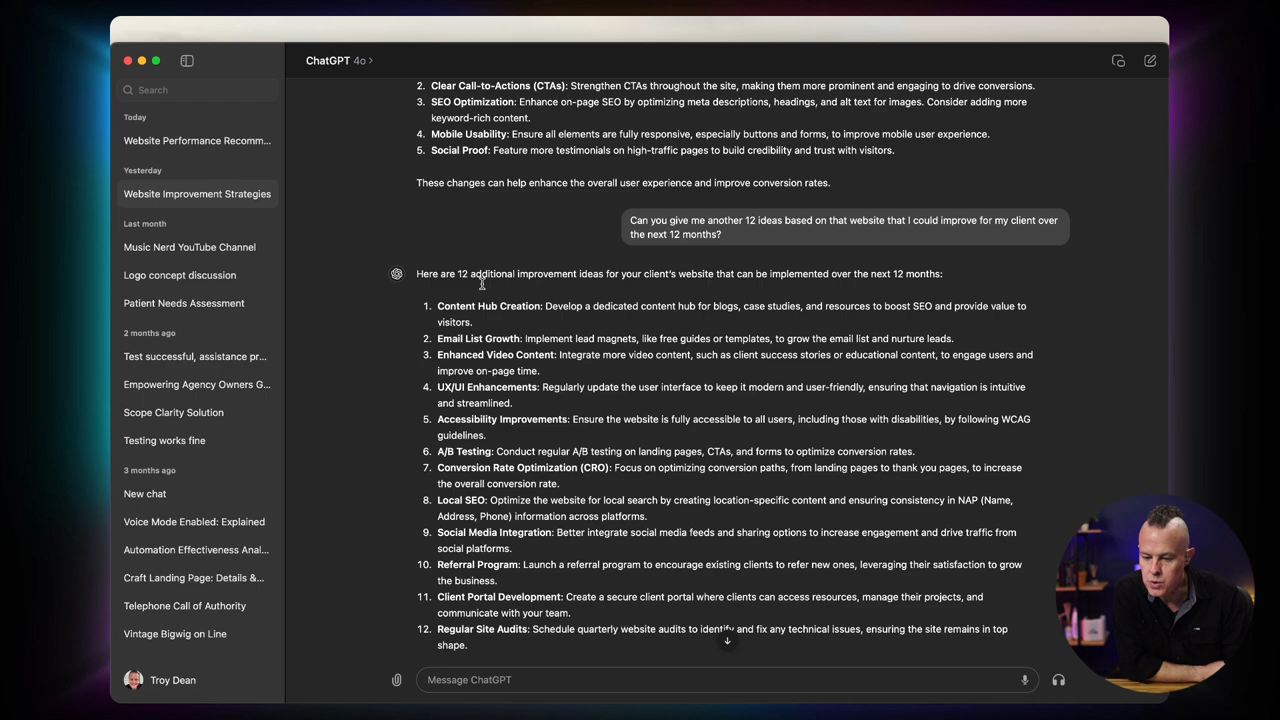 ChatGPT 4o >
Search
Today
Website Performance Recomm...
Yesterday
Website Improvement Strategies
Last month
Music Nerd YouTube Channel
Logo concept discussion
Patient Needs Assessment
2 months ago
Test successful, assistance pr...
Empowering Agency Owners G...
Scope Clarity Solution
Testing works fine
3 months ago
New chat
Voice Mode Enabled: Explained
Automation Effectiveness Anal...
Craft Landing Page: Details &...
Telephone Call of Authority
Vintage Bigwig on Line
Troy Dean
2. Clear Call-to-Actions (CTAs): Strengthen CTAs throughout the site, making them more prominent and engaging to drive conversions.
3. SEO Optimization: Enhance on-page SEO by optimizing meta descriptions, headings, and alt text for images. Consider adding more
keyword-rich content.
4. Mobile Usability: Ensure all elements are fully responsive, especially buttons and forms, to improve mobile user experience.
5. Social Proof: Feature more testimonials on high-traffic pages to build credibility and trust with visitors.
These changes can help enhance the overall user experience and improve conversion rates.
Can you give me another 12 ideas based on that website that I could improve for my client over
the next 12 months?
Here are 12 additional improvement ideas for your client's website that can be implemented over the next 12 months:
1. Content Hub Creation: Develop a dedicated content hub for blogs, case studies, and resources to boost SEO and provide value to
visitors.
2. Email List Growth: Implement lead magnets, like free guides or templates, to grow the email list and nurture leads.
3. Enhanced Video Content: Integrate more video content, such as client success stories or educational content, to engage users and
improve on-page time.
4. UX/UI Enhancements: Regularly update the user interface to keep it modern and user-friendly, ensuring that navigation is intuitive
and streamlined.
5. Accessibility Improvements: Ensure the website is fully accessible to all users, including those with disabilities, by following WCAG
guidelines.
6. A/B Testing: Conduct regular A/B testing on landing pages, CTAs, and forms to optimize conversion rates.
7. Conversion Rate Optimization (CRO): Focus on optimizing conversion paths, from landing pages to thank you pages, to increase
the overall conversion rate.
8. Local SEO: Optimize the website for local search by creating location-specific content and ensuring consistency in NAP (Name,
Address, Phone) information across platforms.
9. Social Media Integration: Better integrate social media feeds and sharing options to increase engagement and drive traffic from
social platforms.
10. Referral Program: Launch a referral program to encourage existing clients to refer new ones, leveraging their satisfaction to grow
the business.
11. Client Portal Development: Create a secure client portal where clients can access resources, manage their projects, and
communicate with your team.
12. Regular Site Audits: Schedule quarterly website audits to identify and fix any technical issues, ensuring the site remains in top
shape.
Message ChatGPT